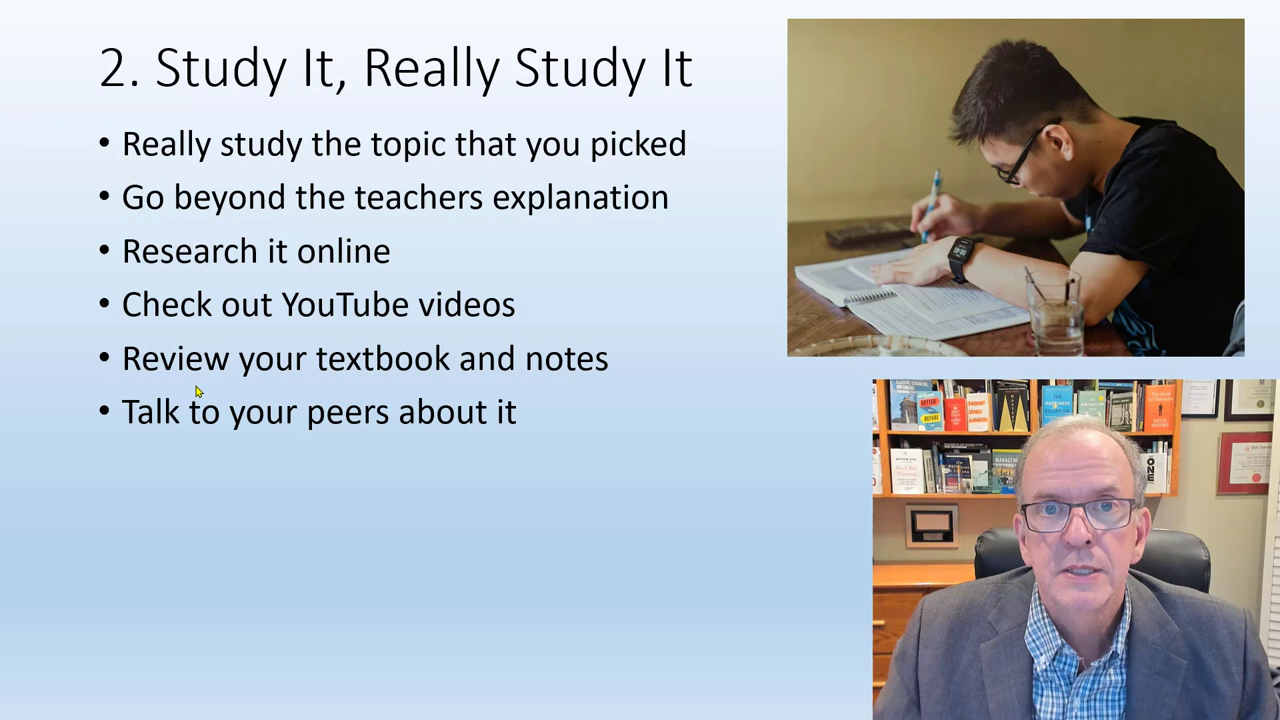 2. Study It, Really Study It
• Really study the topic that you picked
• Go beyond the teachers explanation
• Research it online
• Check out YouTube videos
• Review your textbook and notes
• Talk to your peers about it